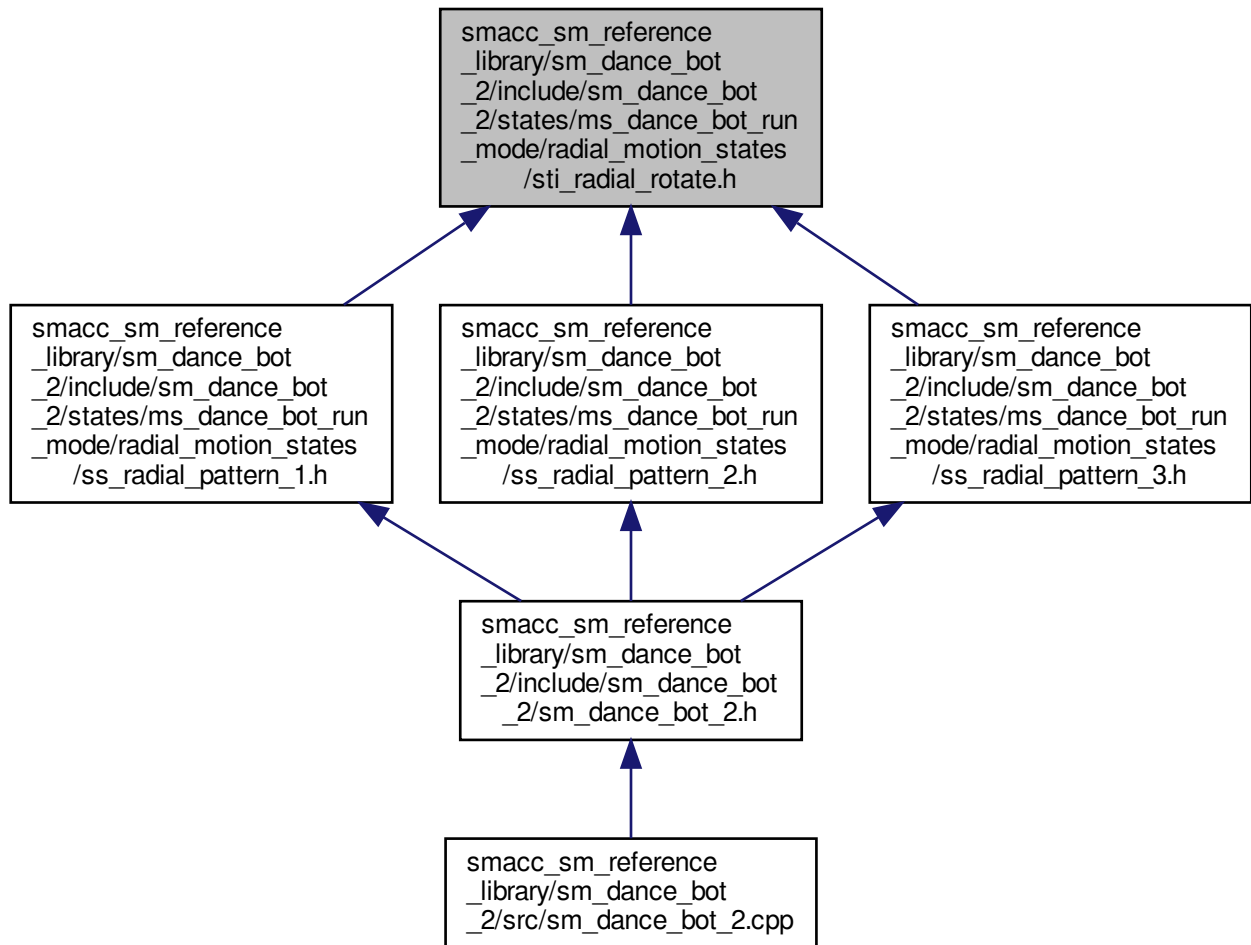 smacc_sm_reference
_library/sm_dance_bot
_2/include/sm_dance_bot
_2/states/ms_dance_bot_run
_mode/radial_motion_states
/sti_radial_rotate.h
smacc_sm_reference
_library/sm_dance_bot
_2/include/sm_dance_bot
_2/states/ms_dance_bot_run
_mode/radial_motion_states
/ss_radial_pattern_1.h
smacc_sm_reference
_library/sm_dance_bot
_2/include/sm_dance_bot
_2/states/ms_dance_bot_run
_mode/radial_motion_states
/ss_radial_pattern_2.h
smacc_sm_reference
_library/sm_dance_bot
_2/include/sm_dance_bot
_2/states/ms_dance_bot_run
_mode/radial_motion_states
/ss_radial_pattern_3.h
smacc_sm_reference
_library/sm_dance_bot
_2/include/sm_dance_bot
_2/sm_dance_bot_2.h
smacc_sm_reference
_library/sm_dance_bot
_2/src/sm_dance_bot_2.cpp